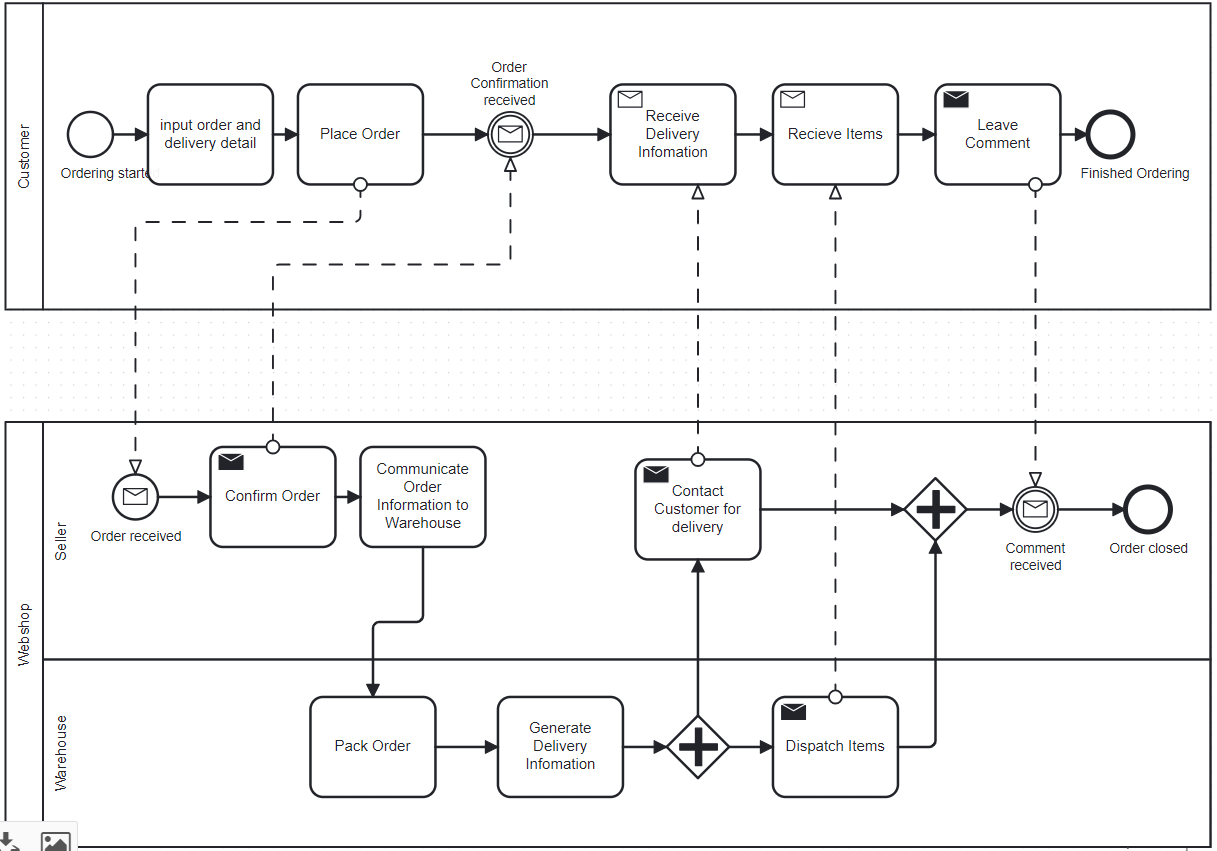 Customer
Ordering starte
input order and
delivery detail
Place Order
Order
Confirmation
received
Receive
Delivery
Infomation
Recieve Items
Leave
Comment
Finished Ordering
Webshop
Seller
Order received
Confirm Order
Communicate
Order
Information to
Warehouse
Contact
Customer for
delivery
Comment
received
Order closed
Warehouse
Pack Order
Generate
Delivery
Infomation
Dispatch Items